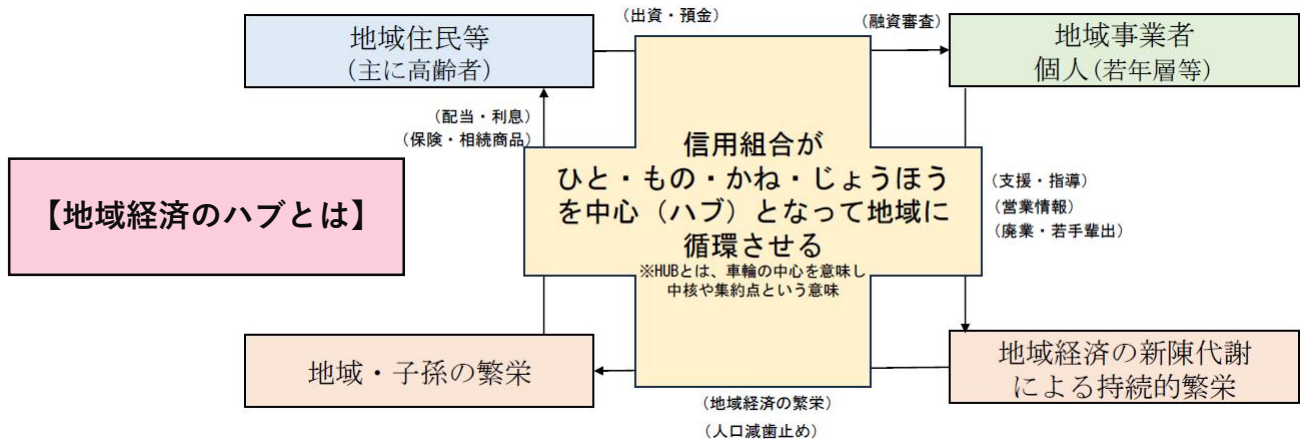 (出資・預金)
(融資審査)
地域住民等
(主に高齢者)
地域事業者
個人(若年層等)
(配当・利息)
(保険・相続商品)
【地域経済のハブとは】
信用組合が
ひと・もの・かね・じょうほう
を中心(ハブ)となって地域に
循環させる
※HUBとは、車輪の中心を意味し
中核や集約点という意味
(支援・指導)
(営業情報)
(廃業・若手輩出)
地域・子孫の繁栄
地域経済の新陳代謝
による持続的繁栄
(地域経済の繁栄)
(人口減菌止め)